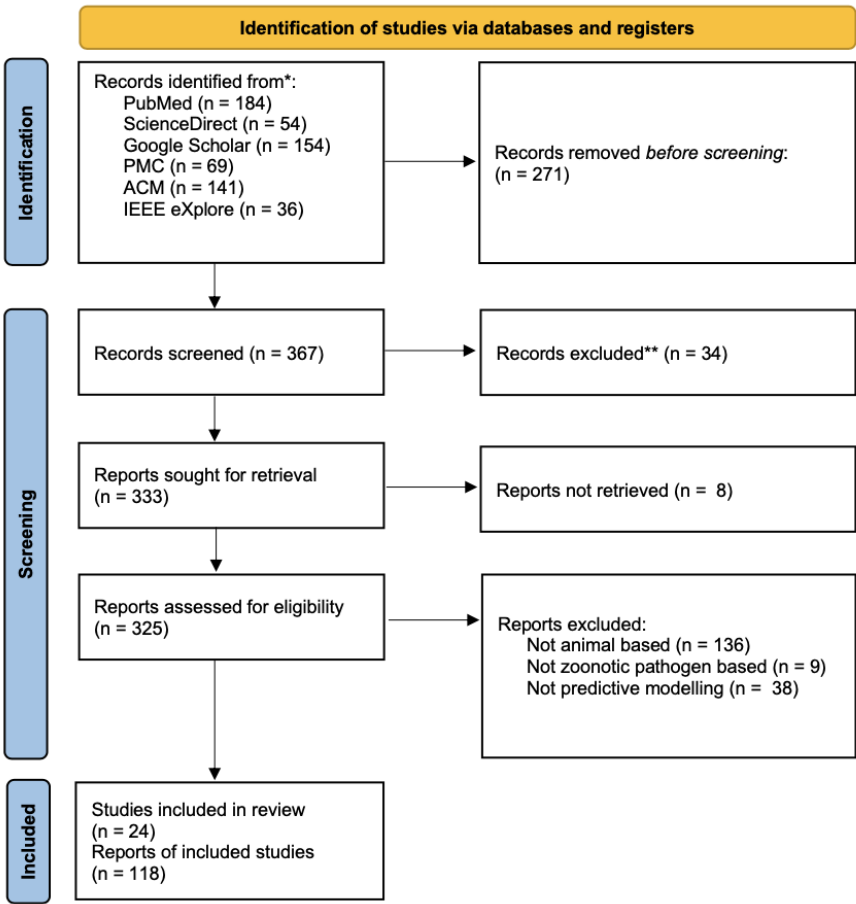 Identification of studies via databases and registers
Identification
Records identified from*:
PubMed (n = 184)
ScienceDirect (n = 54)
Google Scholar (n = 154)
PMC (n = 69)
ACM (n = 141)
IEEE eXplore (n = 36)
Records removed before screening:
(n = 271)
Screening
Records screened (n = 367)
Records excluded** (n = 34)
Reports sought for retrieval
(n = 333)
Reports not retrieved (n = 8)
Reports assessed for eligibility
(n = 325)
Reports excluded:
Not animal based (n = 136)
Not zoonotic pathogen based (n = 9)
Not predictive modelling (n = 38)
Included
Studies included in review
(n = 24)
Reports of included studies
(n = 118)